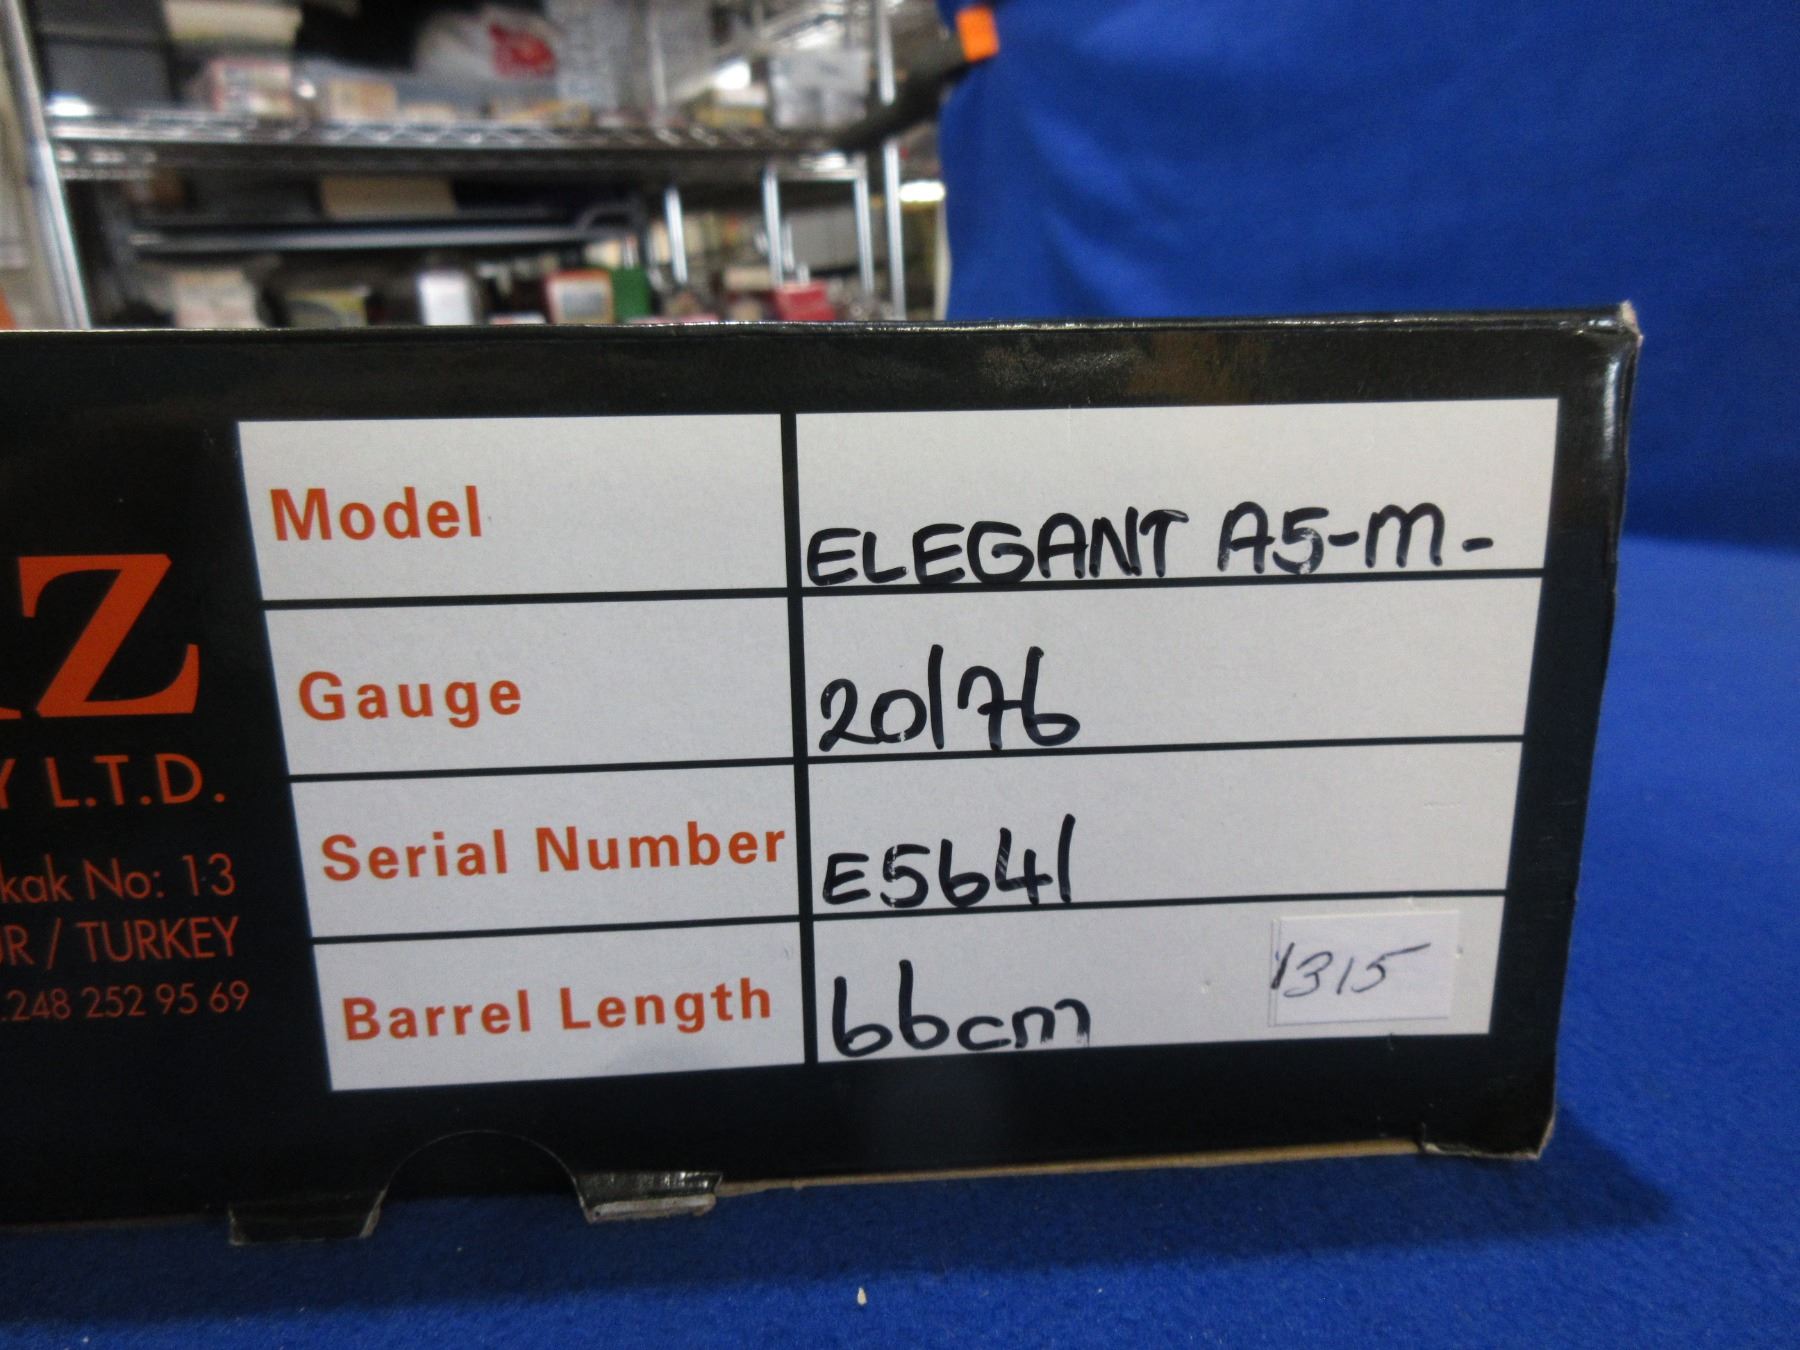 Z
Y L.T.D.
kak No: 13
UR / TURKEY
.248 252 95 69
Model ELEGANT A5-M-
Gauge 20/76
Serial Number E5641
Barrel Length 66cm
1315